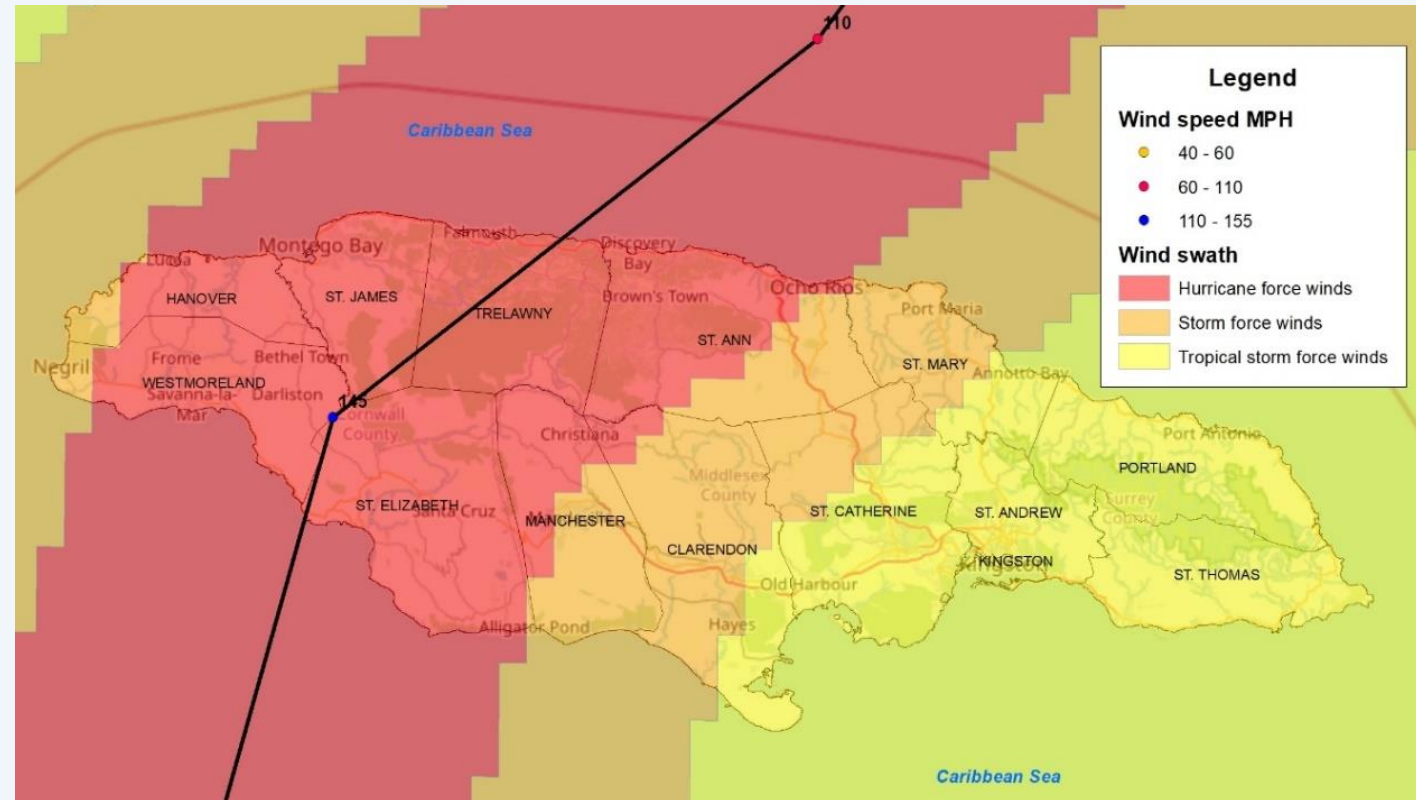 110
Legend
Wind speed MPH
40 - 60
60 - 110
110 - 155
Wind swath
Hurricane force winds
Storm force winds
Tropical storm force winds
Caribbean Sea
Montego Bay
Falmouth
Discovery
Bay
Lucea
HANOVER
ST. JAMES
TRELAWNY
Brown's Town
Ocho Rios
Port Maria
ST. ANN
ST. MARY
Annotto Bay
Negril
Frome
Bethel Town
WESTMORELAND
Savanna-la-
Mar
Darliston
145
Cornwall
County
Christiana
Port Antonio
PORTLAND
Middlesex
County
Surrey
County
ST. ELIZABETH
Santa Cruz
MANCHESTER
ST. CATHERINE
ST. ANDREW
CLARENDON
KINGSTON
Kingston
ST. THOMAS
Old Harbour
Alligator Pond
Hayes
Caribbean Sea